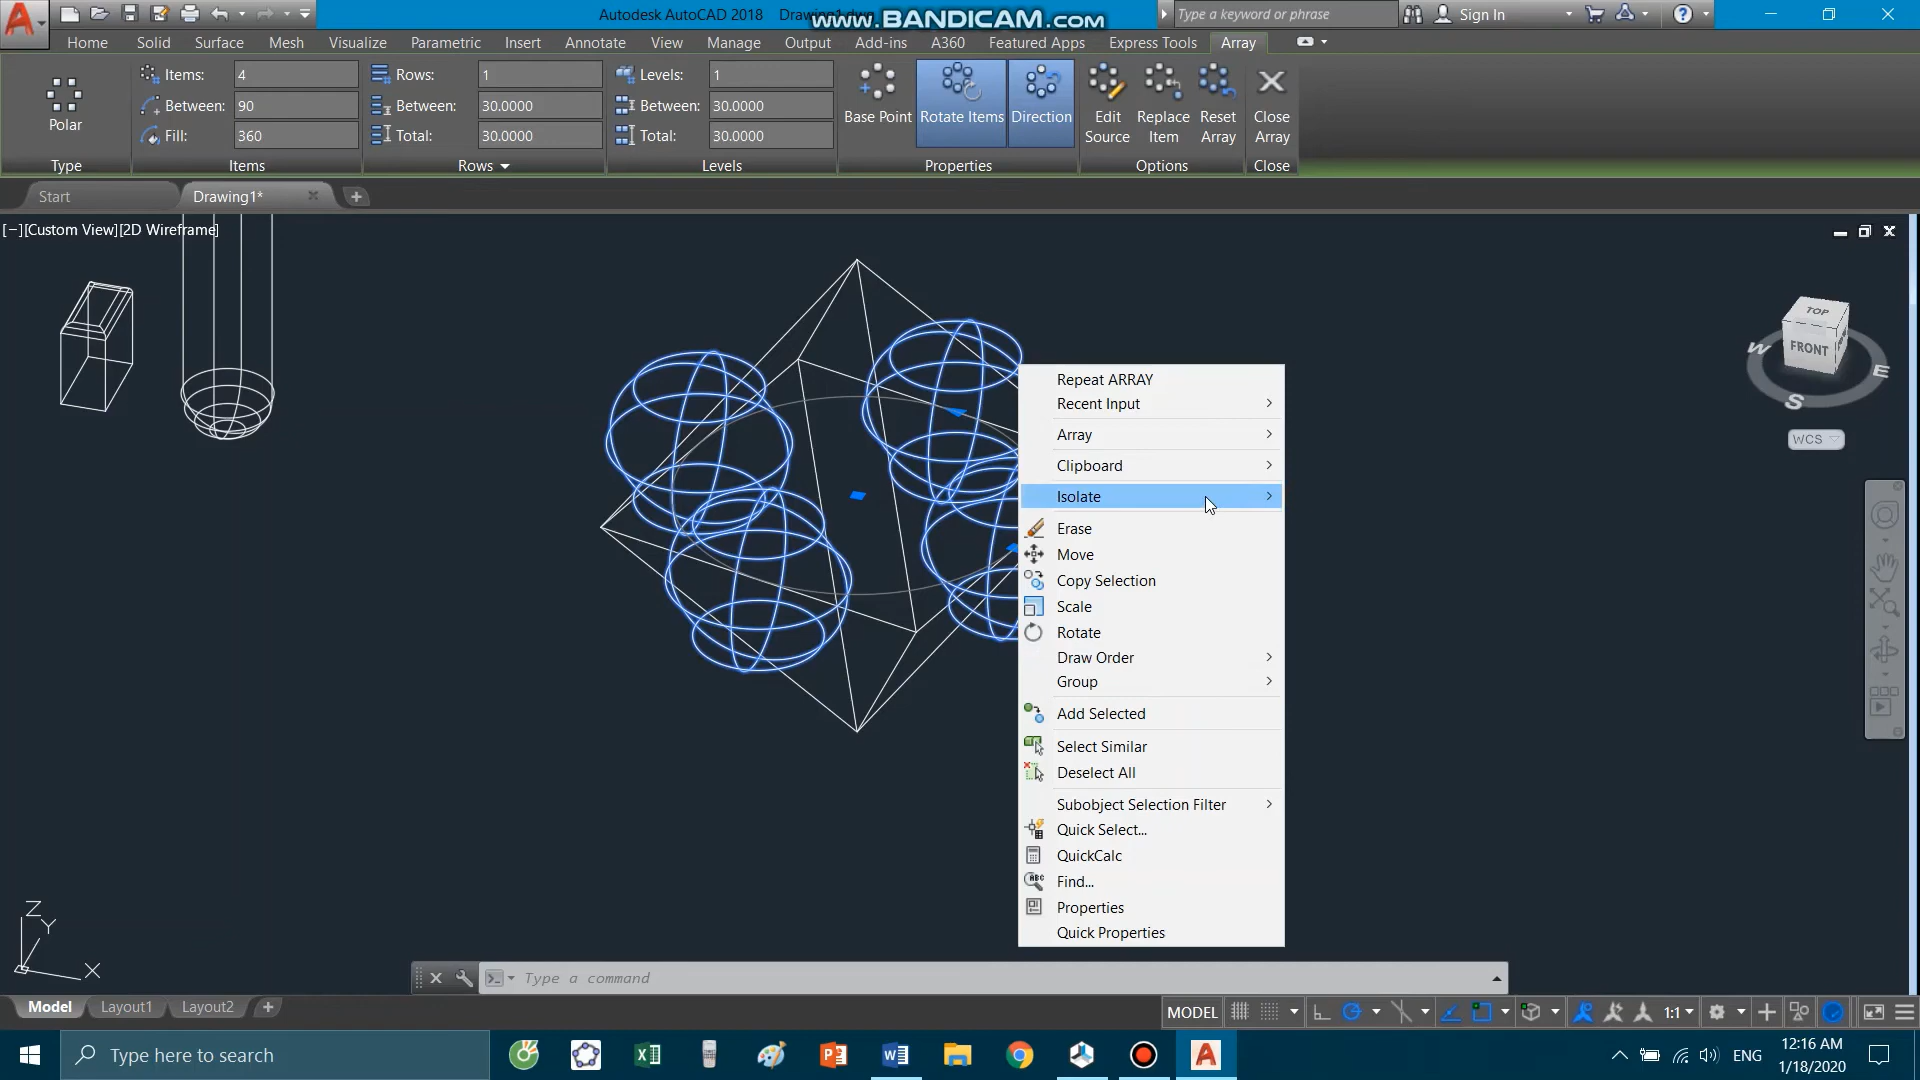 Autodesk AutoCAD 2018 Drawing1.dwg
www.BANDICAM.com
Type a keyword or phrase
Sign In
Home Solid Surface Mesh Visualize Parametric Insert Annotate View Manage Output Add-ins A360 Featured Apps Express Tools Array
Items: 4 Rows: 1 Levels: 1
Between: 90 Between: 30.0000 Between: 30.0000
Fill: 360 Total: 30.0000 Total: 30.0000
Polar
Base Point Rotate Items Direction
Edit Source
Replace Item
Reset Array
Close Array
Type Items Rows Levels Properties Options Close
Start Drawing1*
[−][Custom View][2D Wireframe]
TOP
FRONT
W
E
S
WCS
Repeat ARRAY
Recent Input
Array
Clipboard
Isolate
Erase
Move
Copy Selection
Scale
Rotate
Draw Order
Group
Add Selected
Select Similar
Deselect All
Subobject Selection Filter
Quick Select...
QuickCalc
ABC
Find...
Properties
Quick Properties
Z
Y
X
Type a command
Model Layout1 Layout2
MODEL 1:1
Type here to search
ENG
12:16 AM
1/18/2020